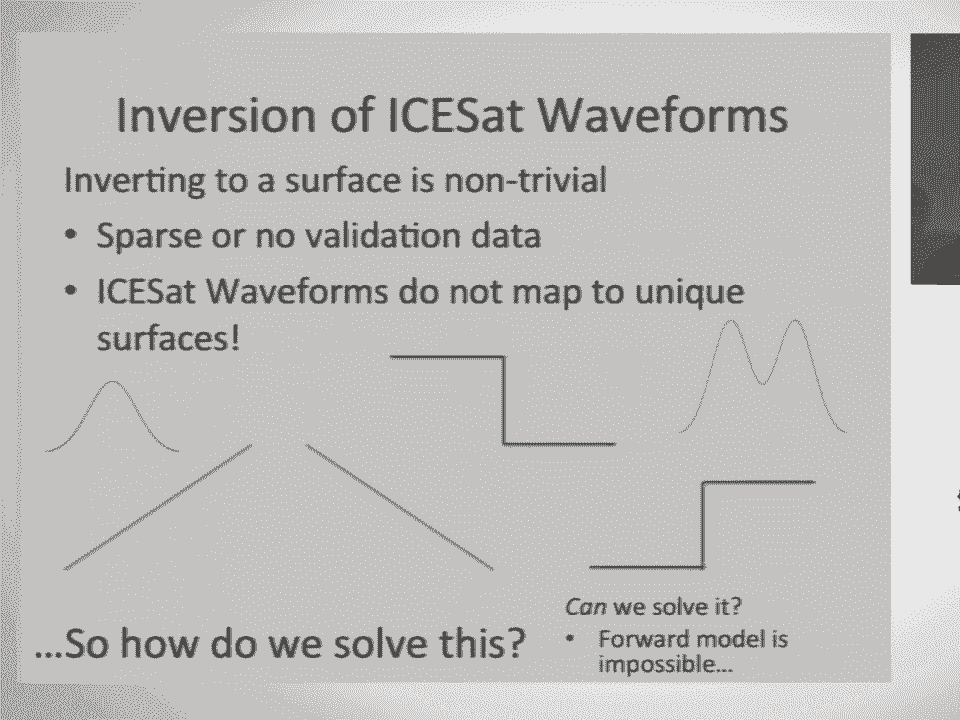 Inversion of ICESat Waveforms
Inverting to a surface is non-trivial
• Sparse or no validation data
• ICESat Waveforms do not map to unique
surfaces!
...So how do we solve this?
Can we solve it?
• Forward model is
impossible...